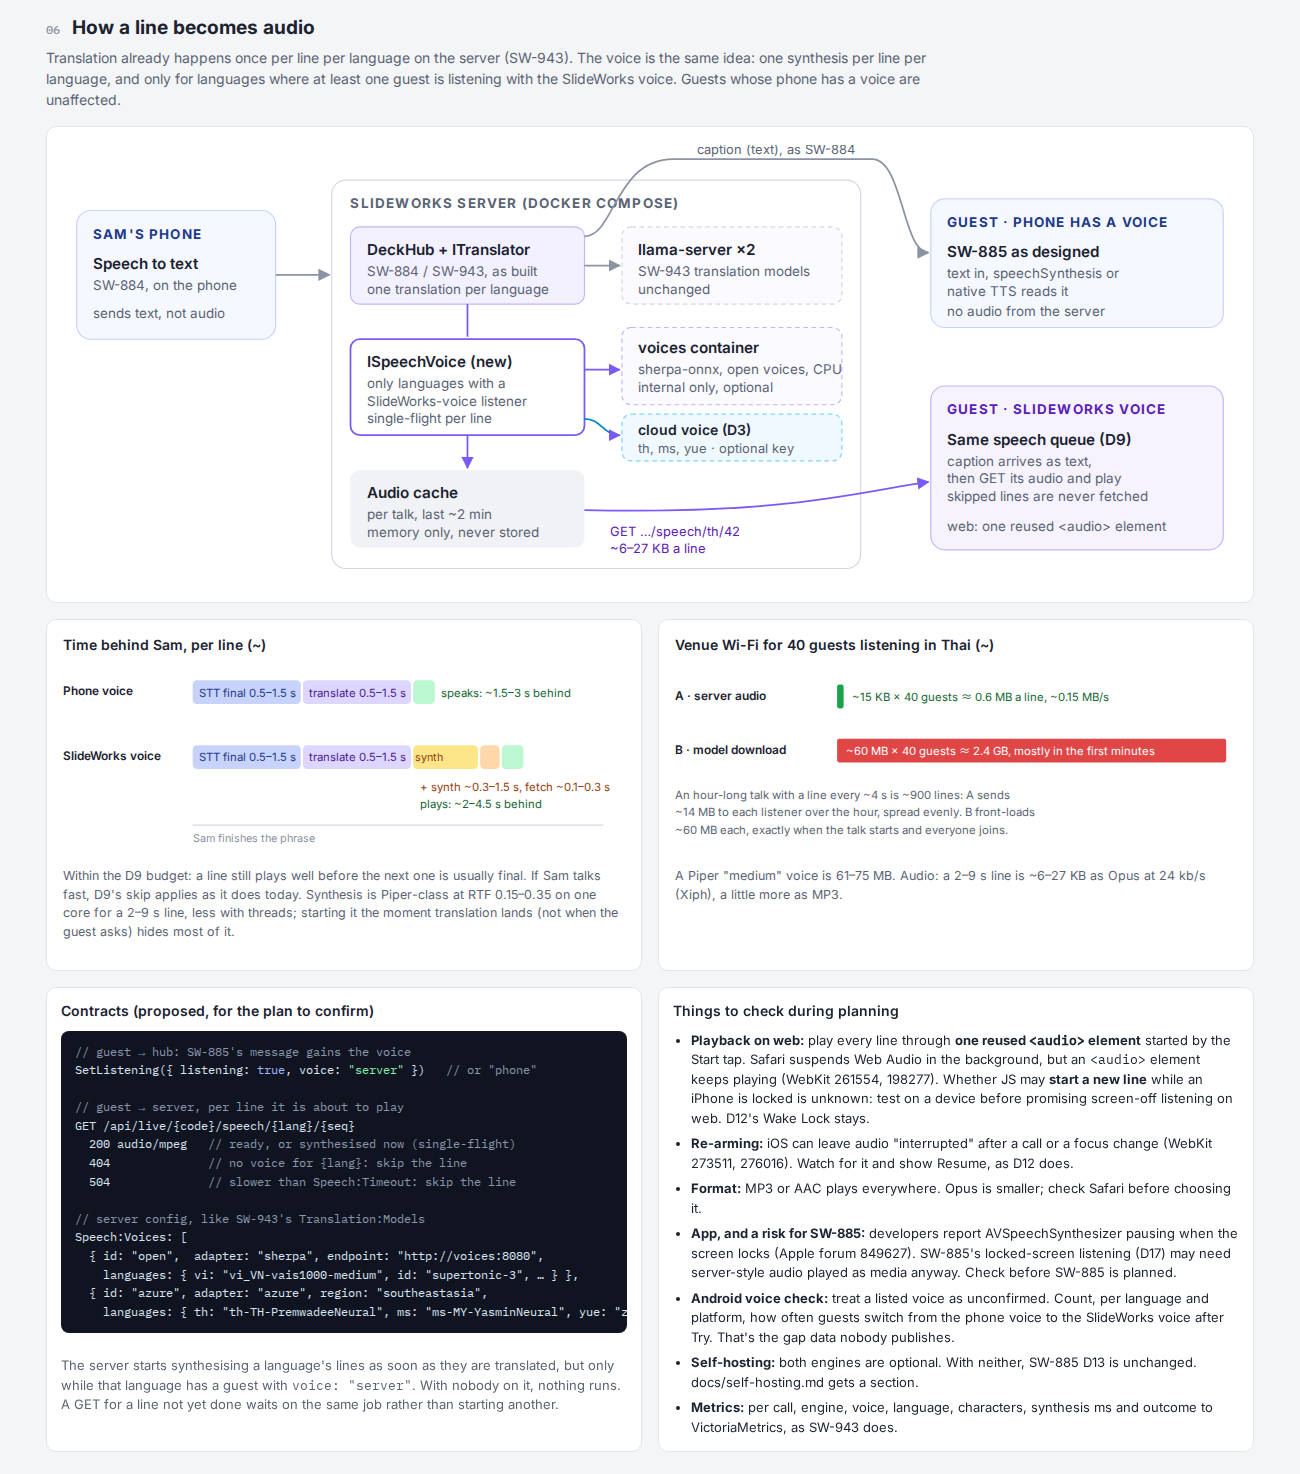 06 How a line becomes audio
Translation already happens once per line per language on the server (SW-943). The voice is the same idea: one synthesis per line per
language, and only for languages where at least one guest is listening with the SlideWorks voice. Guests whose phone has a voice are
unaffected.
caption (text), as SW-884
SAM'S PHONE
Speech to text
SW-884, on the phone
sends text, not audio
SLIDEWORKS SERVER (DOCKER COMPOSE)
DeckHub + ITranslator
SW-884 / SW-943, as built
one translation per language
llama-server ×2
SW-943 translation models
unchanged
ISpeechVoice (new)
only languages with a
SlideWorks-voice listener
single-flight per line
voices container
sherpa-onnx, open voices, CPU
internal only, optional
cloud voice (D3)
th, ms, yue · optional key
Audio cache
per talk, last ~2 min
memory only, never stored
GET …/speech/th/42
~6–27 KB a line
GUEST · PHONE HAS A VOICE
SW-885 as designed
text in, speechSynthesis or
native TTS reads it
no audio from the server
GUEST · SLIDEWORKS VOICE
Same speech queue (D9)
caption arrives as text,
then GET its audio and play
skipped lines are never fetched
web: one reused <audio> element
Time behind Sam, per line (~)
Phone voice
STT final 0.5–1.5 s
translate 0.5–1.5 s
speaks: ~1.5–3 s behind
SlideWorks voice
STT final 0.5–1.5 s
translate 0.5–1.5 s
synth
+ synth ~0.3–1.5 s, fetch ~0.1–0.3 s
plays: ~2–4.5 s behind
Sam finishes the phrase
Within the D9 budget: a line still plays well before the next one is usually final. If Sam talks
fast, D9's skip applies as it does today. Synthesis is Piper-class at RTF 0.15–0.35 on one
core for a 2–9 s line, less with threads; starting it the moment translation lands (not when the
guest asks) hides most of it.
Venue Wi-Fi for 40 guests listening in Thai (~)
A · server audio
~15 KB × 40 guests ≈ 0.6 MB a line, ~0.15 MB/s
B · model download
~60 MB × 40 guests ≈ 2.4 GB, mostly in the first minutes
An hour-long talk with a line every ~4 s is ~900 lines: A sends
~14 MB to each listener over the hour, spread evenly. B front-loads
~60 MB each, exactly when the talk starts and everyone joins.
A Piper "medium" voice is 61–75 MB. Audio: a 2–9 s line is ~6–27 KB as Opus at 24 kb/s
(Xiph), a little more as MP3.
Contracts (proposed, for the plan to confirm)
// guest → hub: SW-885's message gains the voice
SetListening({ listening: true, voice: "server" }) // or "phone"
// guest → server, per line it is about to play
GET /api/live/{code}/speech/{lang}/{seq}
200 audio/mpeg // ready, or synthesised now (single-flight)
404 // no voice for {lang}: skip the line
504 // slower than Speech:Timeout: skip the line
// server config, like SW-943's Translation:Models
Speech:Voices: [
{ id: "open", adapter: "sherpa", endpoint: "http://voices:8080",
languages: { vi: "vi_VN-vais1000-medium", id: "supertonic-3", … } },
{ id: "azure", adapter: "azure", region: "southeastasia",
languages: { th: "th-TH-PremwadeeNeural", ms: "ms-MY-YasminNeural", yue: "z
The server starts synthesising a language's lines as soon as they are translated, but only
while that language has a guest with voice: "server". With nobody on it, nothing runs.
A GET for a line not yet done waits on the same job rather than starting another.
Things to check during planning
• Playback on web: play every line through one reused <audio> element started by the
Start tap. Safari suspends Web Audio in the background, but an <audio> element
keeps playing (WebKit 261554, 198277). Whether JS may start a new line while an
iPhone is locked is unknown: test on a device before promising screen-off listening on
web. D12's Wake Lock stays.
• Re-arming: iOS can leave audio "interrupted" after a call or a focus change (WebKit
273511, 276016). Watch for it and show Resume, as D12 does.
• Format: MP3 or AAC plays everywhere. Opus is smaller; check Safari before choosing
it.
• App, and a risk for SW-885: developers report AVSpeechSynthesizer pausing when the
screen locks (Apple forum 849627). SW-885's locked-screen listening (D17) may need
server-style audio played as media anyway. Check before SW-885 is planned.
• Android voice check: treat a listed voice as unconfirmed. Count, per language and
platform, how often guests switch from the phone voice to the SlideWorks voice after
Try. That's the gap data nobody publishes.
• Self-hosting: both engines are optional. With neither, SW-885 D13 is unchanged.
docs/self-hosting.md gets a section.
• Metrics: per call, engine, voice, language, characters, synthesis ms and outcome to
VictoriaMetrics, as SW-943 does.